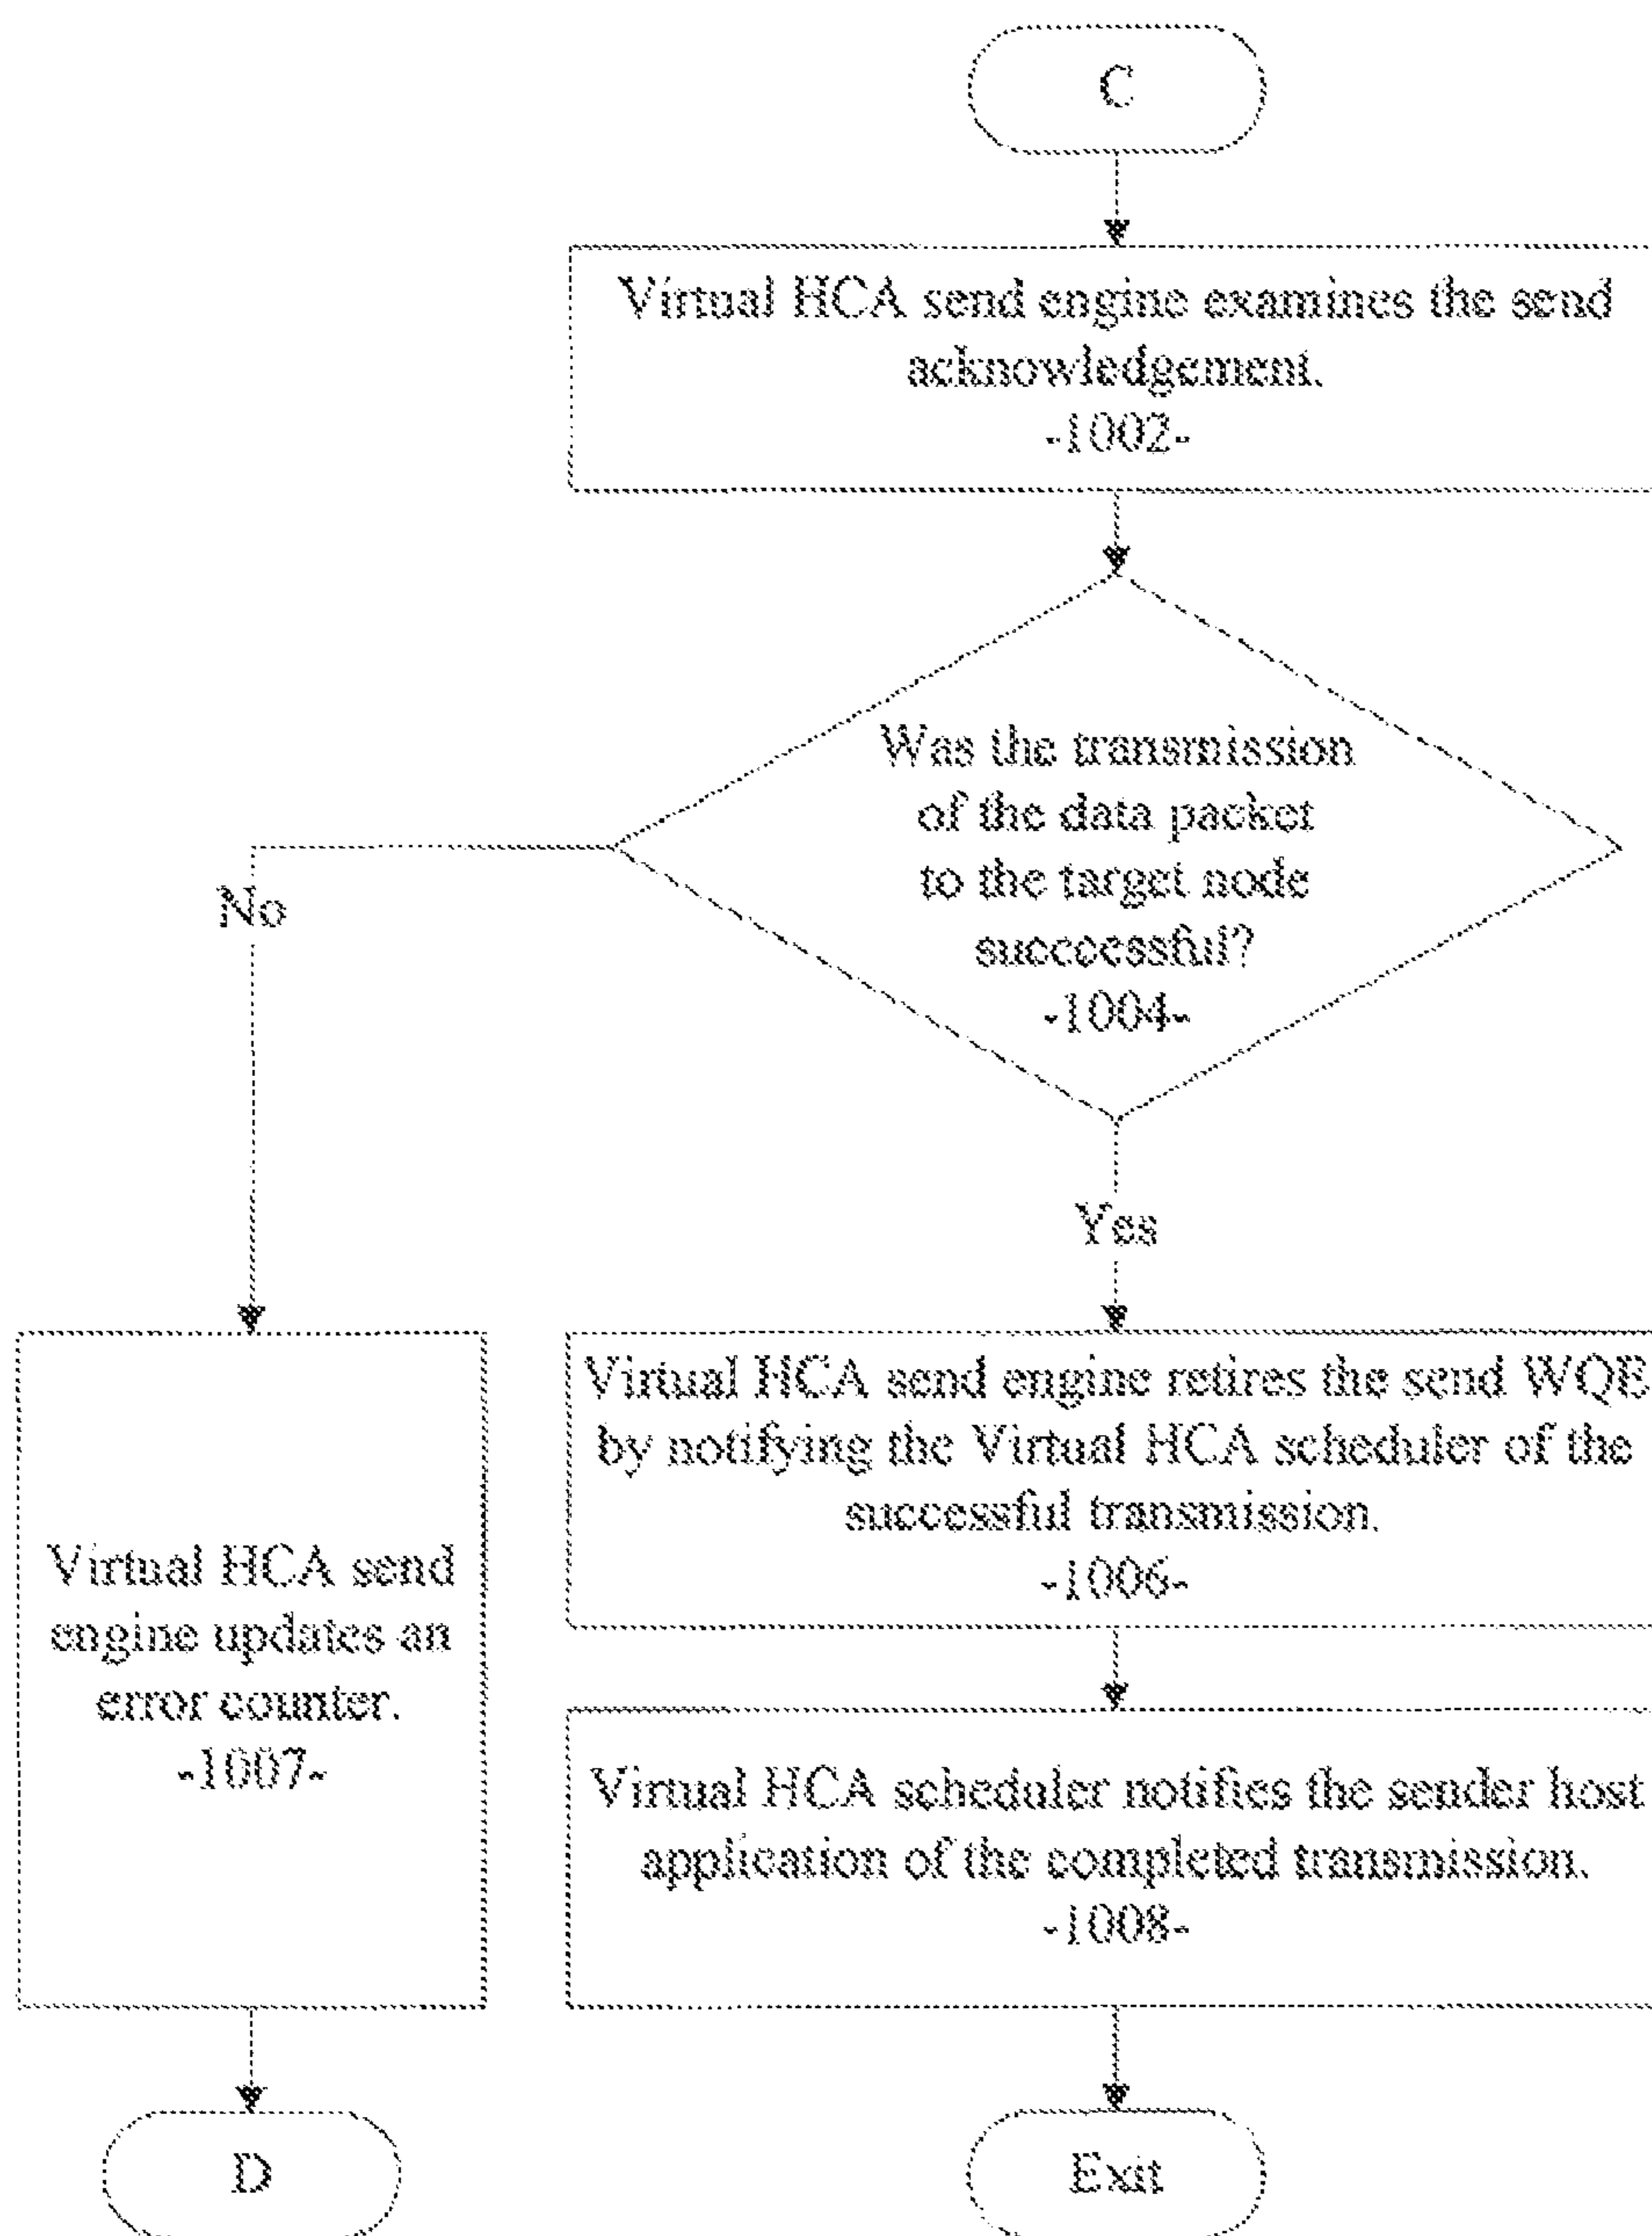 C
Virtual HCA send engine examines the send
acknowledgement.
-1002-
Was the transmission
of the data packet
to the target node
successful?
-1004-
No
Yes
Virtual HCA send engine retires the send WQE
by notifying the Virtual HCA scheduler of the
successful transmission.
-1006-
Virtual HCA send
engine updates an
error counter.
-1007-
Virtual HCA scheduler notifies the sender host
application of the completed transmission.
-1008-
D
Exit